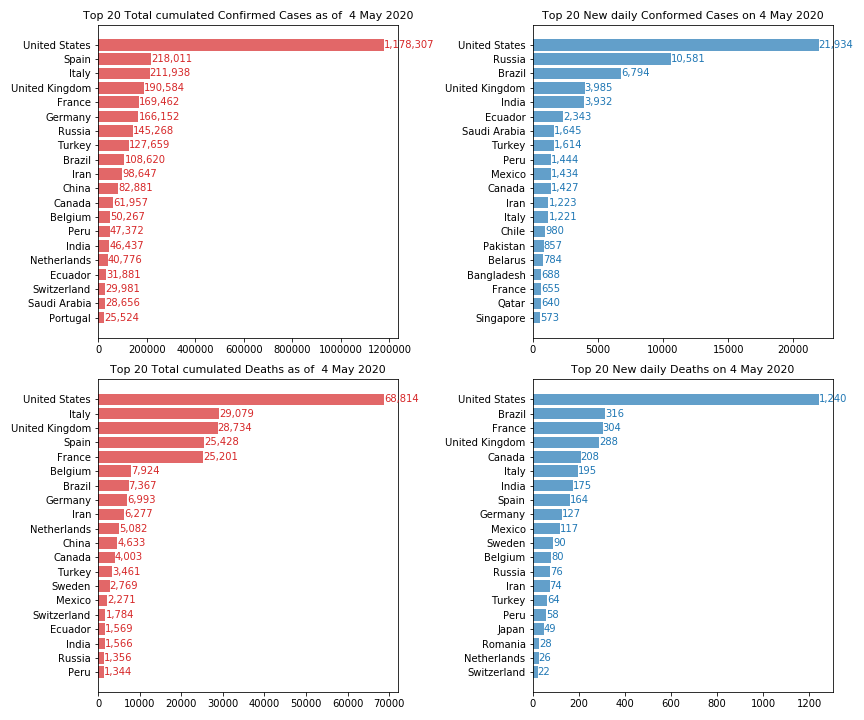 Top 20 Total cumulated Confirmed Cases as of  4 May 2020
United States 1,178,307
Spain 218,011
Italy 211,938
United Kingdom 190,584
France 169,462
Germany 166,152
Russia 145,268
Turkey 127,659
Brazil 108,620
Iran 98,647
China 82,881
Canada 61,957
Belgium 50,267
Peru 47,372
India 46,437
Netherlands 40,776
Ecuador 31,881
Switzerland 29,981
Saudi Arabia 28,656
Portugal 25,524
0 200000 400000 600000 800000 1000000 1200000
Top 20 New daily Conformed Cases on 4 May 2020
United States 21,934
Russia 10,581
Brazil 6,794
United Kingdom 3,985
India 3,932
Ecuador 2,343
Saudi Arabia 1,645
Turkey 1,614
Peru 1,444
Mexico 1,434
Canada 1,427
Iran 1,223
Italy 1,221
Chile 980
Pakistan 857
Belarus 784
Bangladesh 688
France 655
Qatar 640
Singapore 573
0 5000 10000 15000 20000
Top 20 Total cumulated Deaths as of  4 May 2020
United States 68,814
Italy 29,079
United Kingdom 28,734
Spain 25,428
France 25,201
Belgium 7,924
Brazil 7,367
Germany 6,993
Iran 6,277
Netherlands 5,082
China 4,633
Canada 4,003
Turkey 3,461
Sweden 2,769
Mexico 2,271
Switzerland 1,784
Ecuador 1,569
India 1,566
Russia 1,356
Peru 1,344
0 10000 20000 30000 40000 50000 60000 70000
Top 20 New daily Deaths on 4 May 2020
United States 1,240
Brazil 316
France 304
United Kingdom 288
Canada 208
Italy 195
India 175
Spain 164
Germany 127
Mexico 117
Sweden 90
Belgium 80
Russia 76
Iran 74
Turkey 64
Peru 58
Japan 49
Romania 28
Netherlands 26
Switzerland 22
0 200 400 600 800 1000 1200